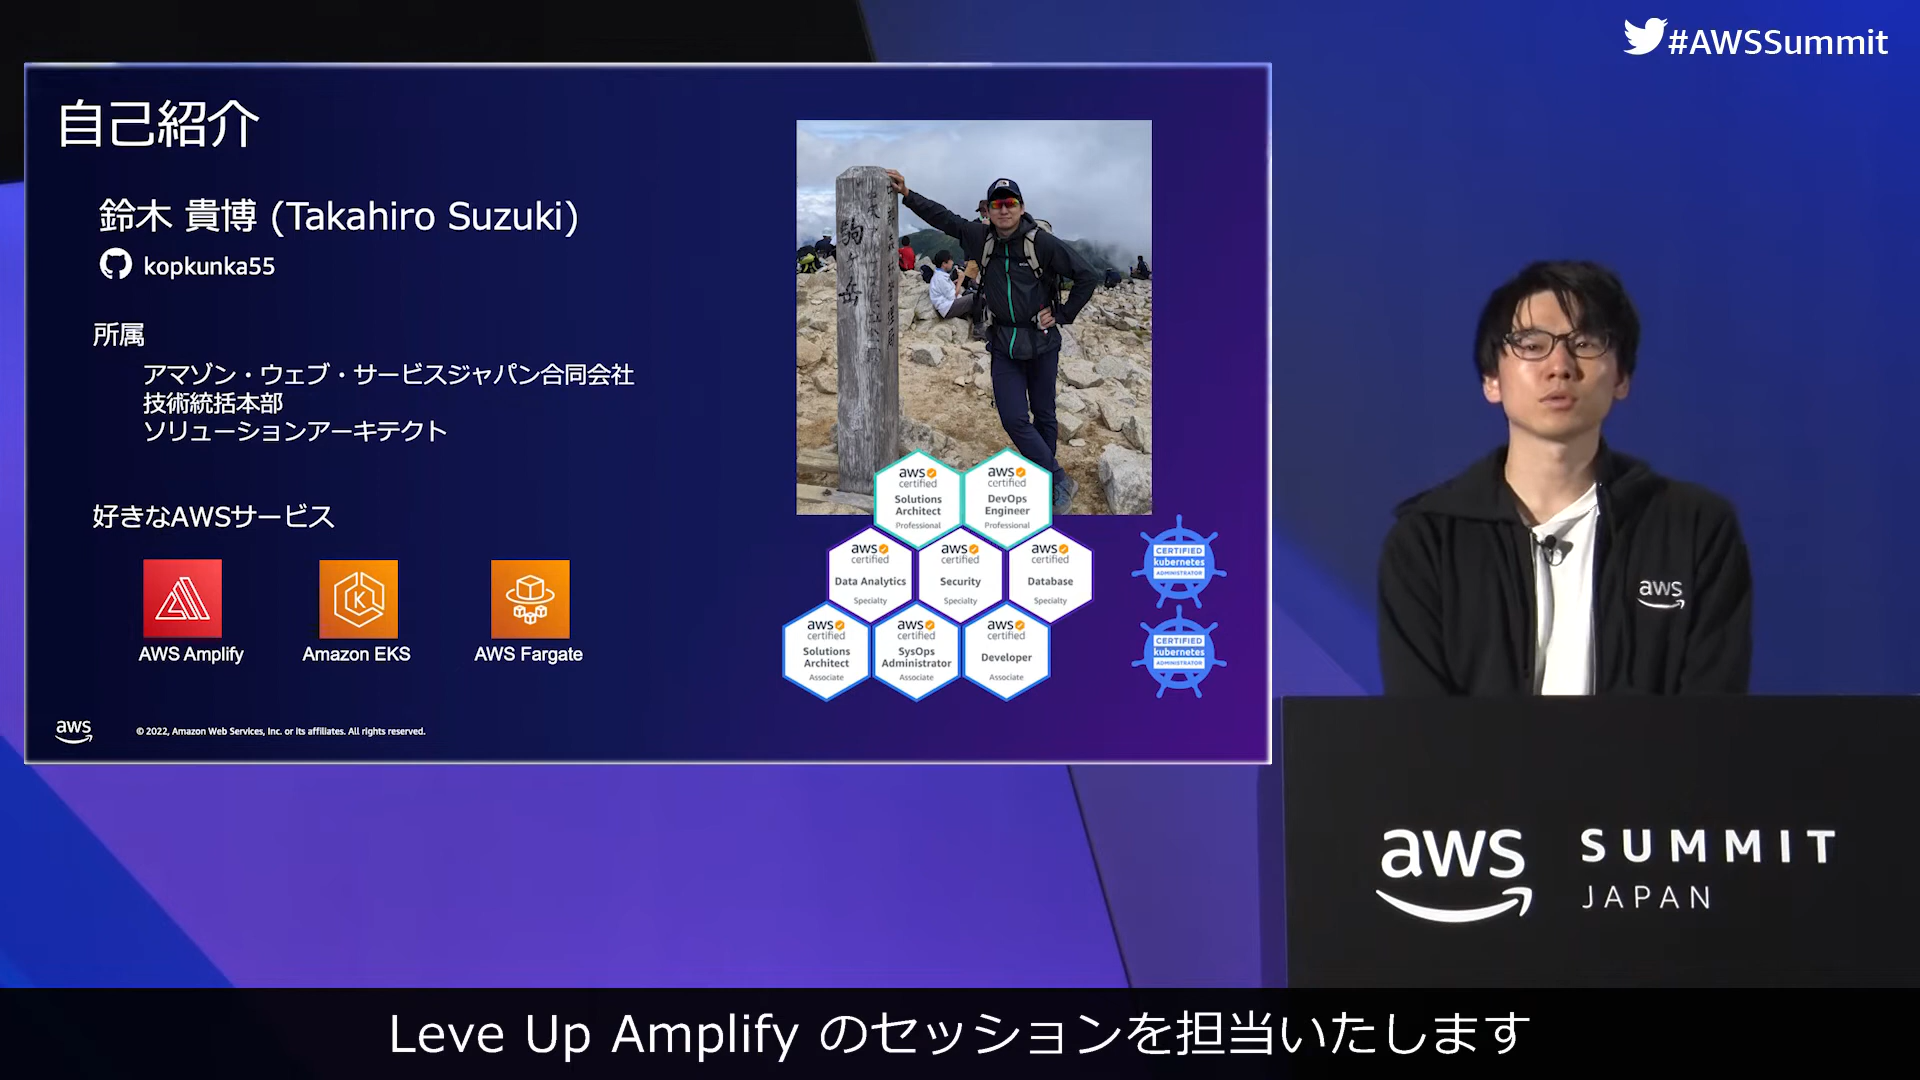 #AWSSummit
自己紹介
鈴木 貴博 (Takahiro Suzuki)
kopkunka55
所属
アマゾン・ウェブ・サービスジャパン合同会社
技術統括本部
ソリューションアーキテクト
好きなAWSサービス
AWS Amplify
Amazon EKS
AWS Fargate
駒ヶ岳
aws certified
Solutions Architect
Professional
aws certified
DevOps Engineer
Professional
aws certified
Data Analytics
Specialty
aws certified
Security
Specialty
aws certified
Database
Specialty
aws certified
Solutions Architect
Associate
aws certified
SysOps Administrator
Associate
aws certified
Developer
Associate
CERTIFIED
kubernetes
ADMINISTRATOR
CERTIFIED
kubernetes
ADMINISTRATOR
aws
© 2022, Amazon Web Services, Inc. or its affiliates. All rights reserved.
aws
aws SUMMIT
JAPAN
Leve Up Amplify のセッションを担当いたします